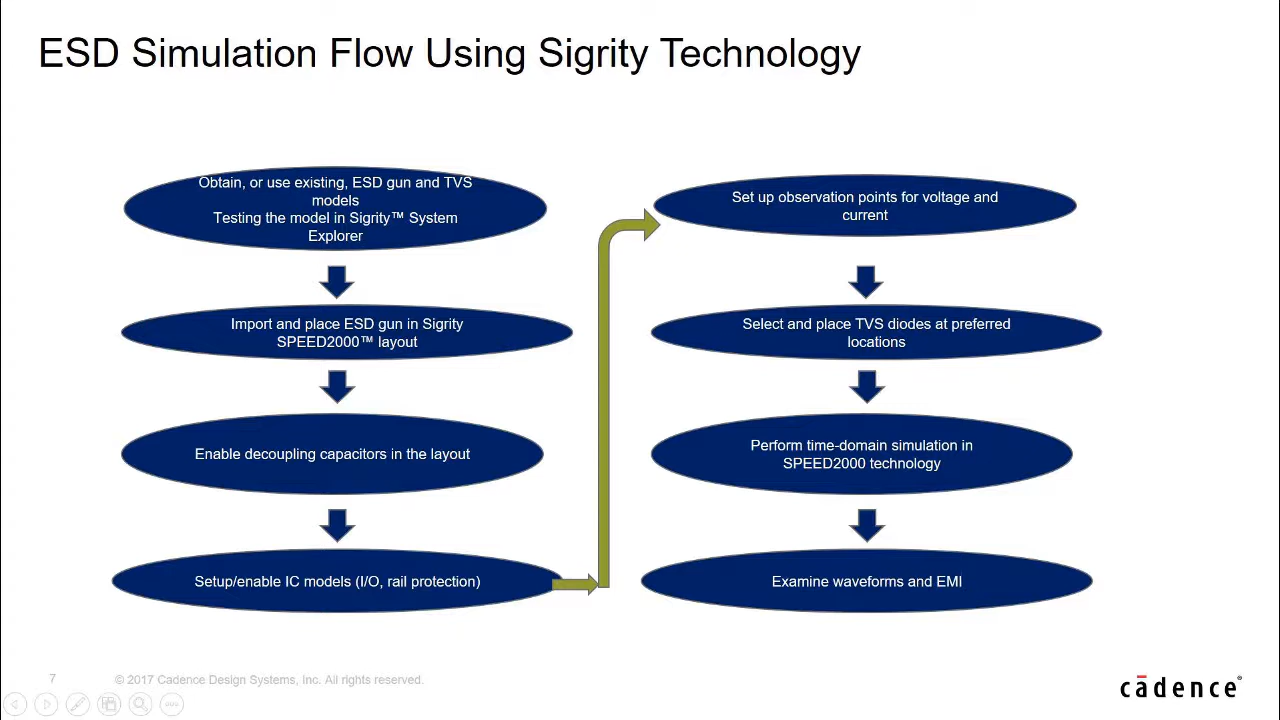 ESD Simulation Flow Using Sigrity Technology
Obtain, or use existing, ESD gun and TVS
models
Testing the model in Sigrity™ System
Explorer
Import and place ESD gun in Sigrity
SPEED2000™ layout
Enable decoupling capacitors in the layout
Setup/enable IC models (I/O, rail protection)
Set up observation points for voltage and
current
Select and place TVS diodes at preferred
locations
Perform time-domain simulation in
SPEED2000 technology
Examine waveforms and EMI
7
© 2017 Cadence Design Systems, Inc. All rights reserved.
cādence®